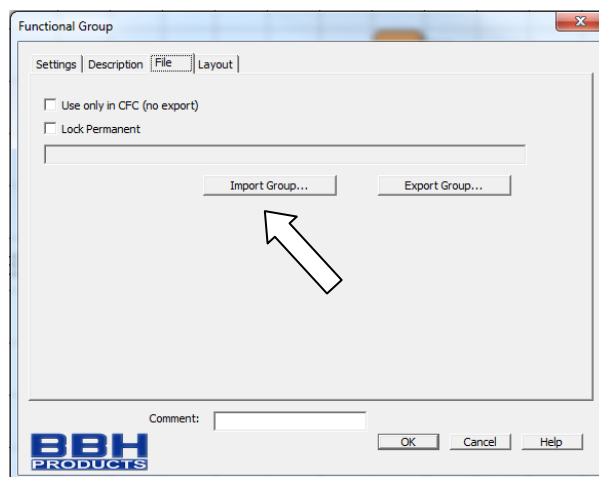 Functional Group
Settings Description File Layout
Use only in CFC (no export)
Lock Permanent
Import Group... Export Group...
Comment:
BBH
PRODUCTS
OK Cancel Help